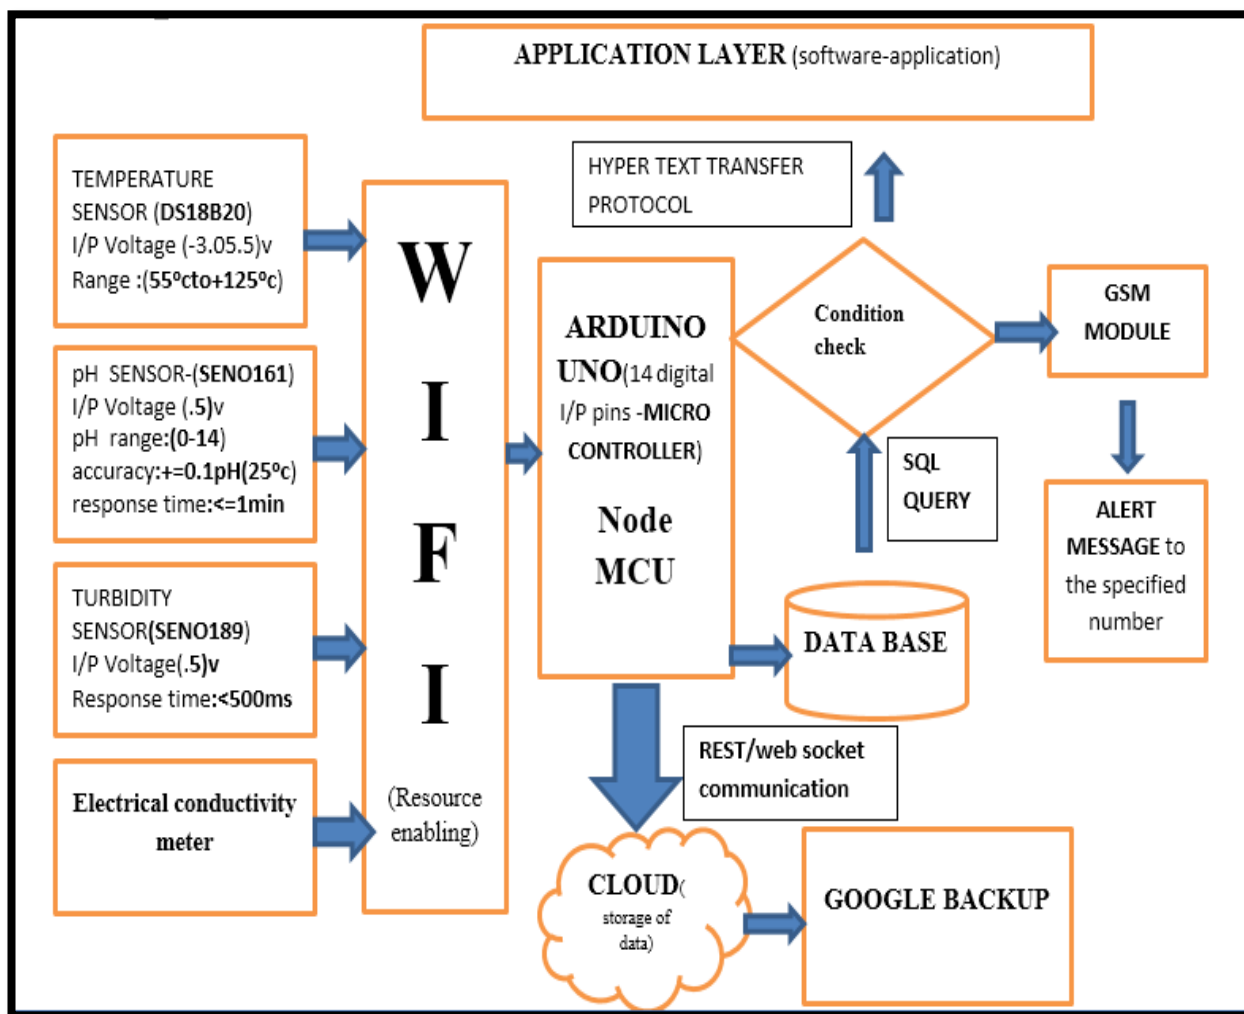 APPLICATION LAYER (software-application)
TEMPERATURE
SENSOR (DS18B20)
I/P Voltage (-3.05.5)v
Range :(55ºcto+125ºc)
pH SENSOR-(SENO161)
I/P Voltage (.5)v
pH range:(0-14)
accuracy:+=0.1pH(25ºc)
response time:<=1min
TURBIDITY
SENSOR(SENO189)
I/P Voltage(.5)v
Response time:<500ms
Electrical conductivity
meter
W
I
F
I
(Resource
enabling)
ARDUINO
UNO(14 digital
I/P pins -MICRO
CONTROLLER)
Node
MCU
HYPER TEXT TRANSFER
PROTOCOL
Condition
check
GSM
MODULE
SQL
QUERY
ALERT
MESSAGE to
the specified
number
DATA BASE
REST/web socket
communication
CLOUD(
storage of
data)
GOOGLE BACKUP